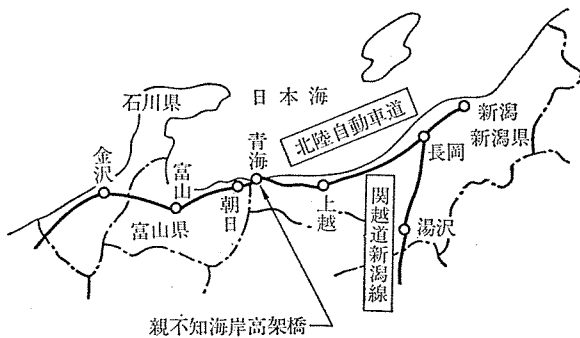 日本海
石川県
北陸自動車道
新潟
新潟県
長岡
青海
富山
金沢
朝日
上越
富山県
関越道新潟線
湯沢
親不知海岸高架橋